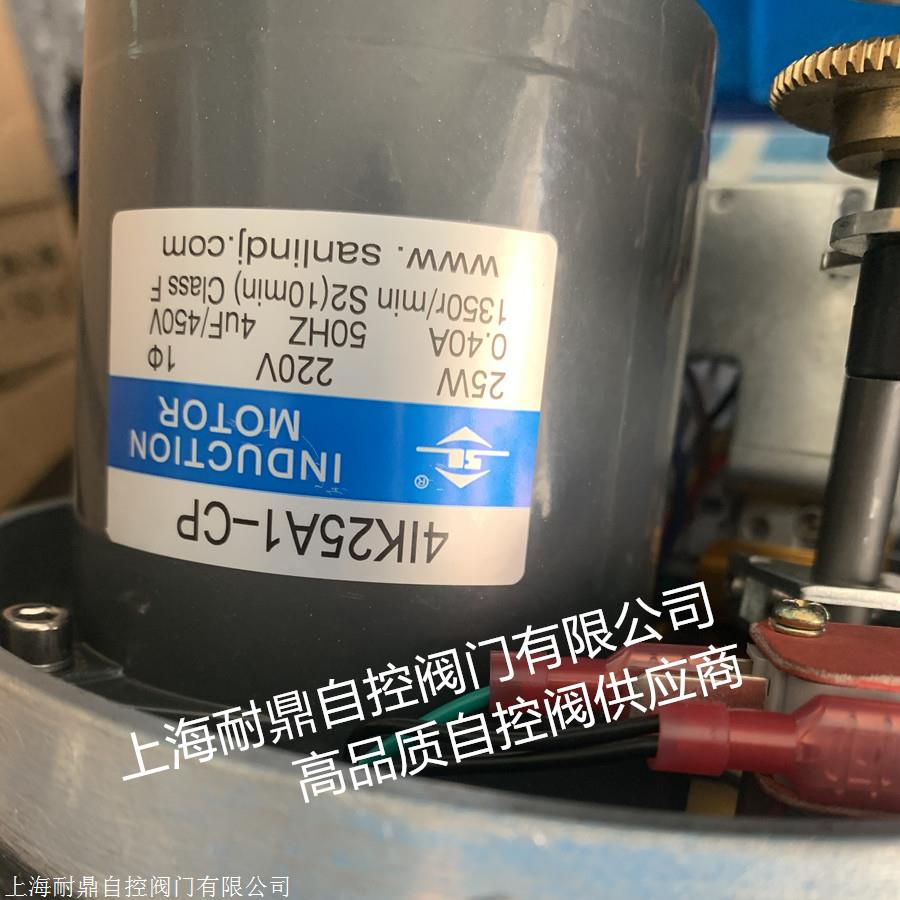 4IK25A1-CP
SL ®
INDUCTION
MOTOR
25W 220V 1Φ
0.40A 50HZ 4uF/450V
1350r/min S2(10min) Class F
www. sanlindj.com
上海耐鼎自控阀门有限公司
高品质自控阀供应商
上海耐鼎自控阀门有限公司